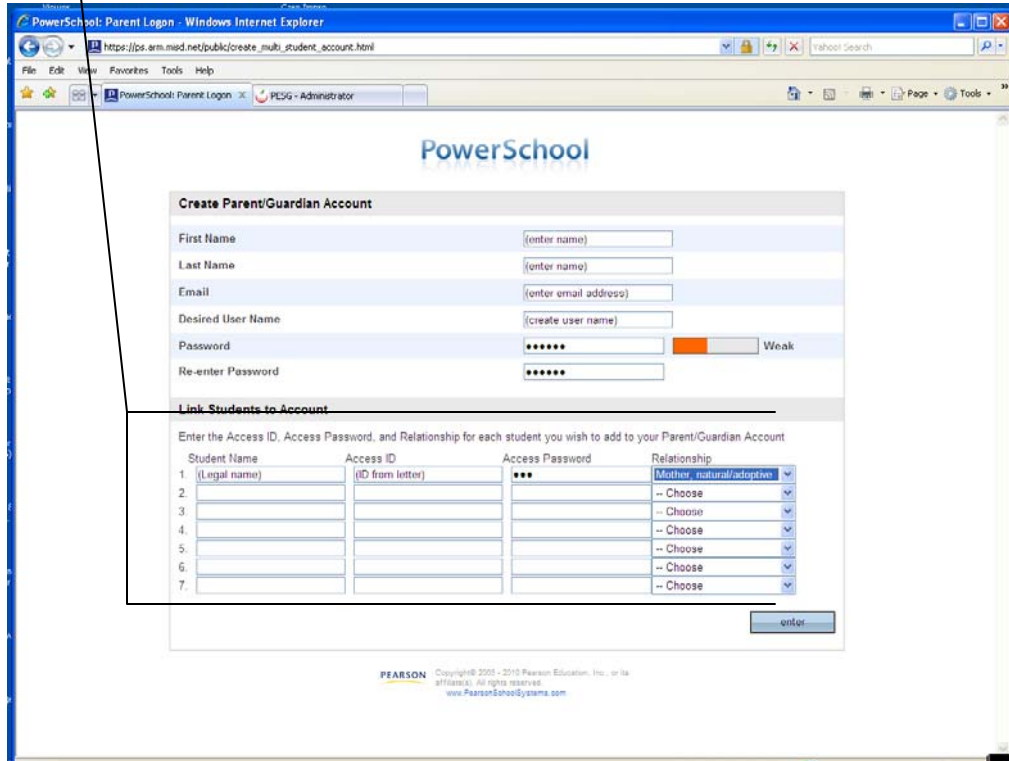 PowerSchool: Parent Logon - Windows Internet Explorer
https://ps.arm.misd.net/public/create_multi_student_account.html
Yahoo! Search
File Edit View Favorites Tools Help
PowerSchool: Parent Logon
PESG - Administrator
Page
Tools
PowerSchool
Create Parent/Guardian Account
First Name (enter name)
Last Name (enter name)
Email (enter email address)
Desired User Name (create user name)
Password •••••• Weak
Re-enter Password ••••••
Link Students to Account
Enter the Access ID, Access Password, and Relationship for each student you wish to add to your Parent/Guardian Account
Student Name Access ID Access Password Relationship
1. (Legal name) (ID from letter) ••• Mother, natural/adoptive
2. -- Choose
3. -- Choose
4. -- Choose
5. -- Choose
6. -- Choose
7. -- Choose
enter
PEARSON
Copyright© 2005 - 2010 Pearson Education, Inc., or its
affiliate(s). All rights reserved.
www.PearsonSchoolSystems.com